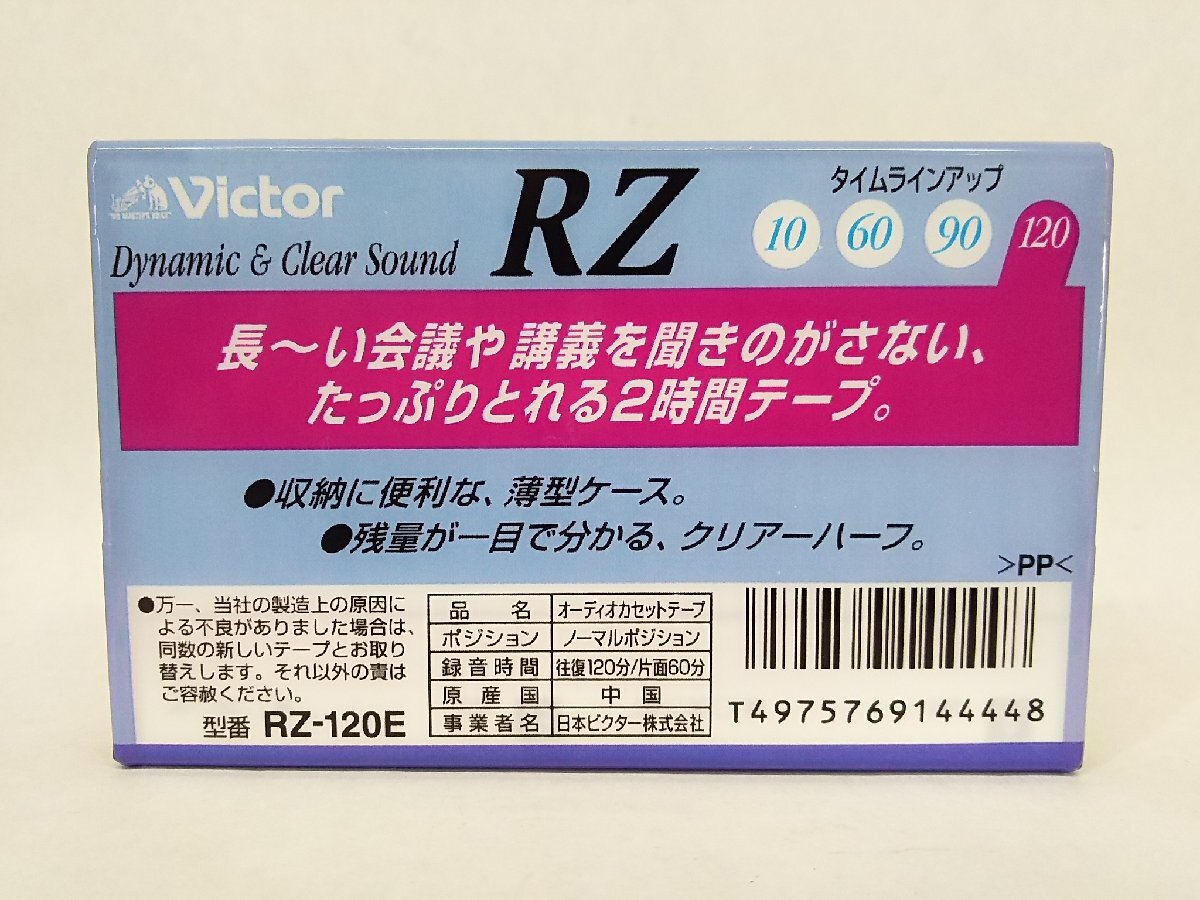 Victor
Dynamic & Clear Sound
RZ
タイムラインアップ
10 60 90 120
長〜い会議や講義を聞きのがさない、
たっぷりとれる2時間テープ。
●収納に便利な、薄型ケース。
●残量が一目で分かる、クリアーハーフ。
>PP<
●万一、当社の製造上の原因に
よる不良がありました場合は、
同数の新しいテープとお取り
替えします。それ以外の責は
ご容赦ください。
型番 RZ-120E
品名 オーディオカセットテープ
ポジション ノーマルポジション
録音時間 往復120分/片面60分
原産国 中国
事業者名 日本ビクター株式会社
T4975769144448